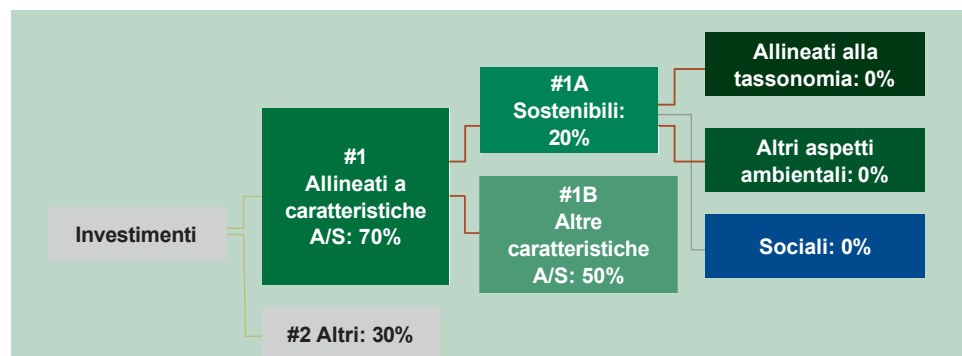 Investimenti
#1
Allineati a
caratteristiche
A/S: 70%
#2 Altri: 30%
#1A
Sostenibili:
20%
#1B
Altre
caratteristiche
A/S: 50%
Allineati alla
tassonomia: 0%
Altri aspetti
ambientali: 0%
Sociali: 0%